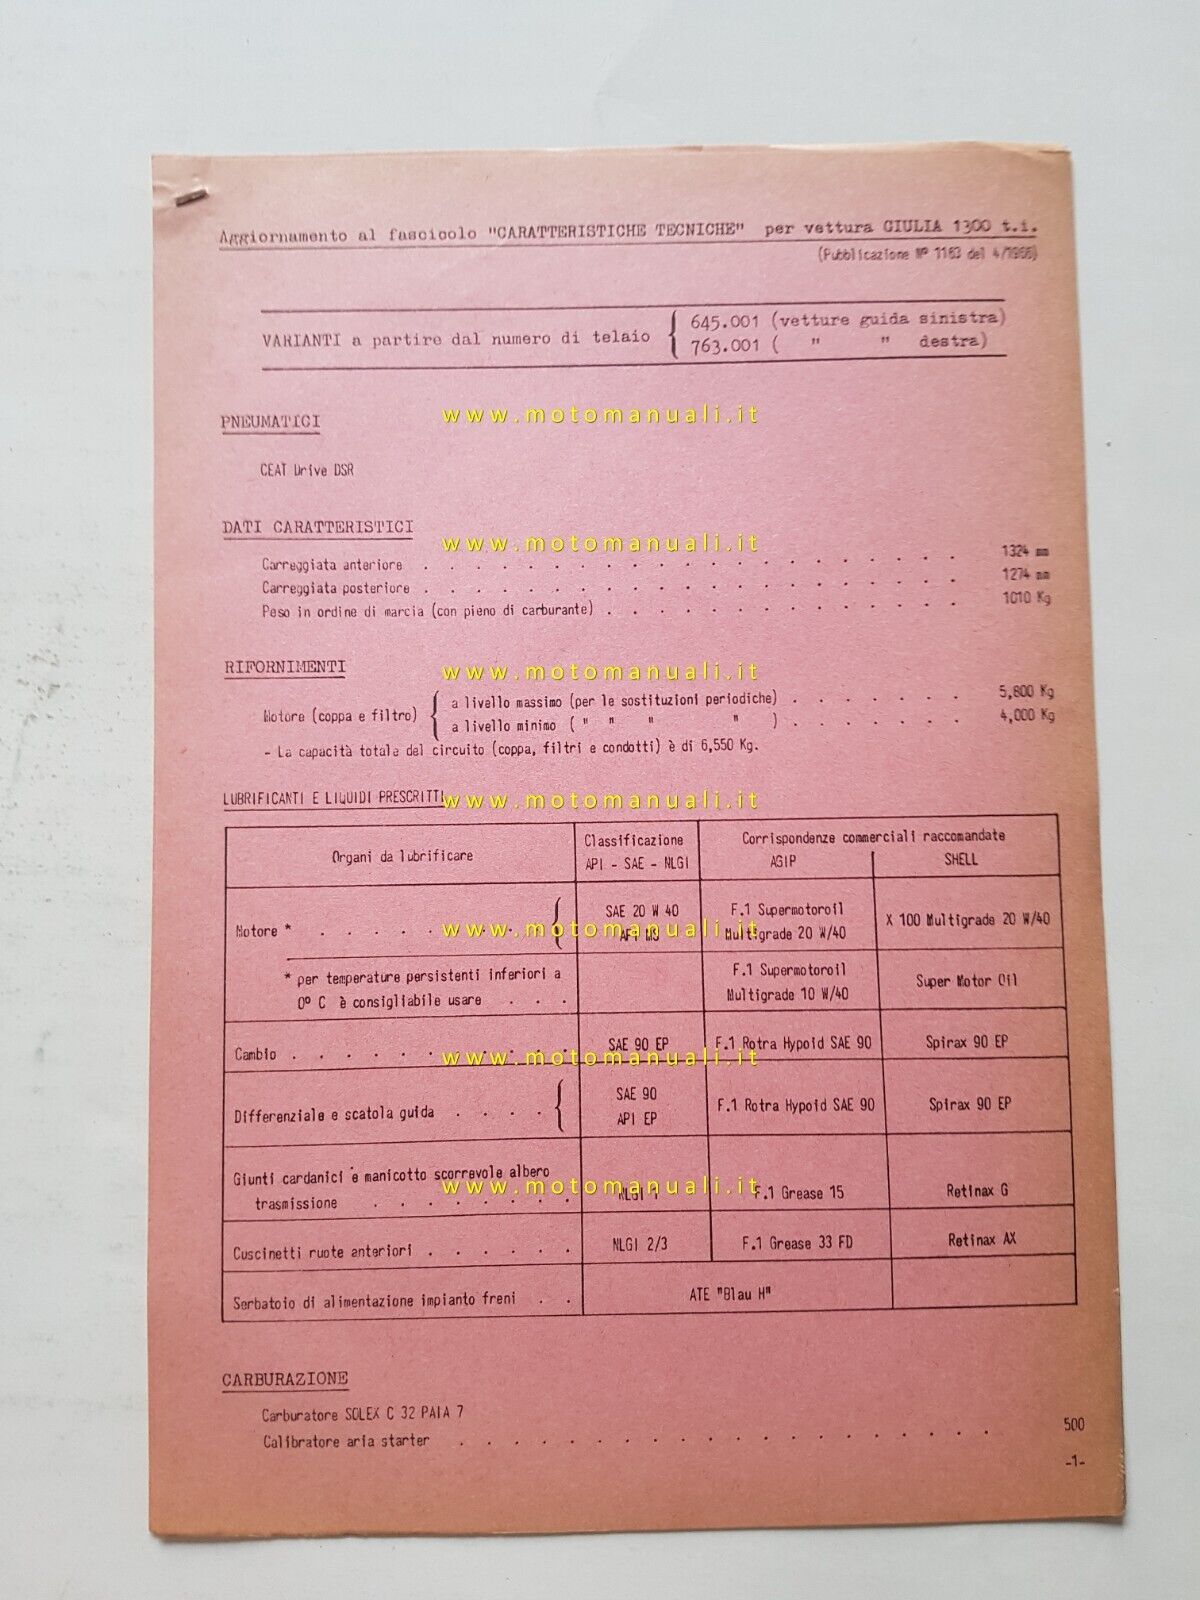 Aggiornamento al fascicolo "CARATTERISTICHE TECNICHE" per vettura GIULIA 1300 t.i.
(Pubblicazione N° 1163 del 4/1966)
VARIANTI a partire dal numero di telaio { 645.001 (vetture guida sinistra)
763.001 ( " " destra)
www.motomanuali.it
PNEUMATICI
CEAT Drive DSR
DATI CARATTERISTICI
www.motomanuali.it
Carreggiata anteriore . . . . . . . . . . . . . . . . . . . . . 1324 mm
Carreggiata posteriore . . . . . . . . . . . . . . . . . . . . . 1274 mm
Peso in ordine di marcia (con pieno di carburante) . . . . . . . . . . . . 1010 Kg
RIFORNIMENTI
www.motomanuali.it
Motore (coppa e filtro) { a livello massimo (per le sostituzioni periodiche) . . . . . . . 5,800 Kg
a livello minimo ( " " " " ) . . . . . . . 4,000 Kg
- La capacità totale del circuito (coppa, filtri e condotti) è di 6,550 Kg.
LUBRIFICANTI E LIQUIDI PRESCRITTI
www.motomanuali.it
Organi da lubrificare
Classificazione
API - SAE - NLGI
Corrispondenze commerciali raccomandate
AGIP SHELL
Motore * . . . . . . . . . {
SAE 20 W 40
API MS
F.1 Supermotoroil
Multigrade 20 W/40
X 100 Multigrade 20 W/40
www.motomanuali.it
* per temperature persistenti inferiori a
0° C è consigliabile usare . . .
F.1 Supermotoroil
Multigrade 10 W/40
Super Motor Oil
Cambio . . . . . . . . . . . SAE 90 EP F.1 Rotra Hypoid SAE 90 Spirax 90 EP
www.motomanuali.it
Differenziale e scatola guida . . . . {
SAE 90
API EP
F.1 Rotra Hypoid SAE 90 Spirax 90 EP
Giunti cardanici e manicotto scorrevole albero
trasmissione . . . . . . . . NLGI 1 F.1 Grease 15 Retinax G
www.motomanuali.it
Cuscinetti ruote anteriori . . . . . . NLGI 2/3 F.1 Grease 33 FD Retinax AX
Serbatoio di alimentazione impianto freni . . ATE "Blau H"
CARBURAZIONE
Carburatore SOLEX C 32 PAIA 7
Calibratore aria starter . . . . . . . . . . . . . . . . . . . . 500
-1-